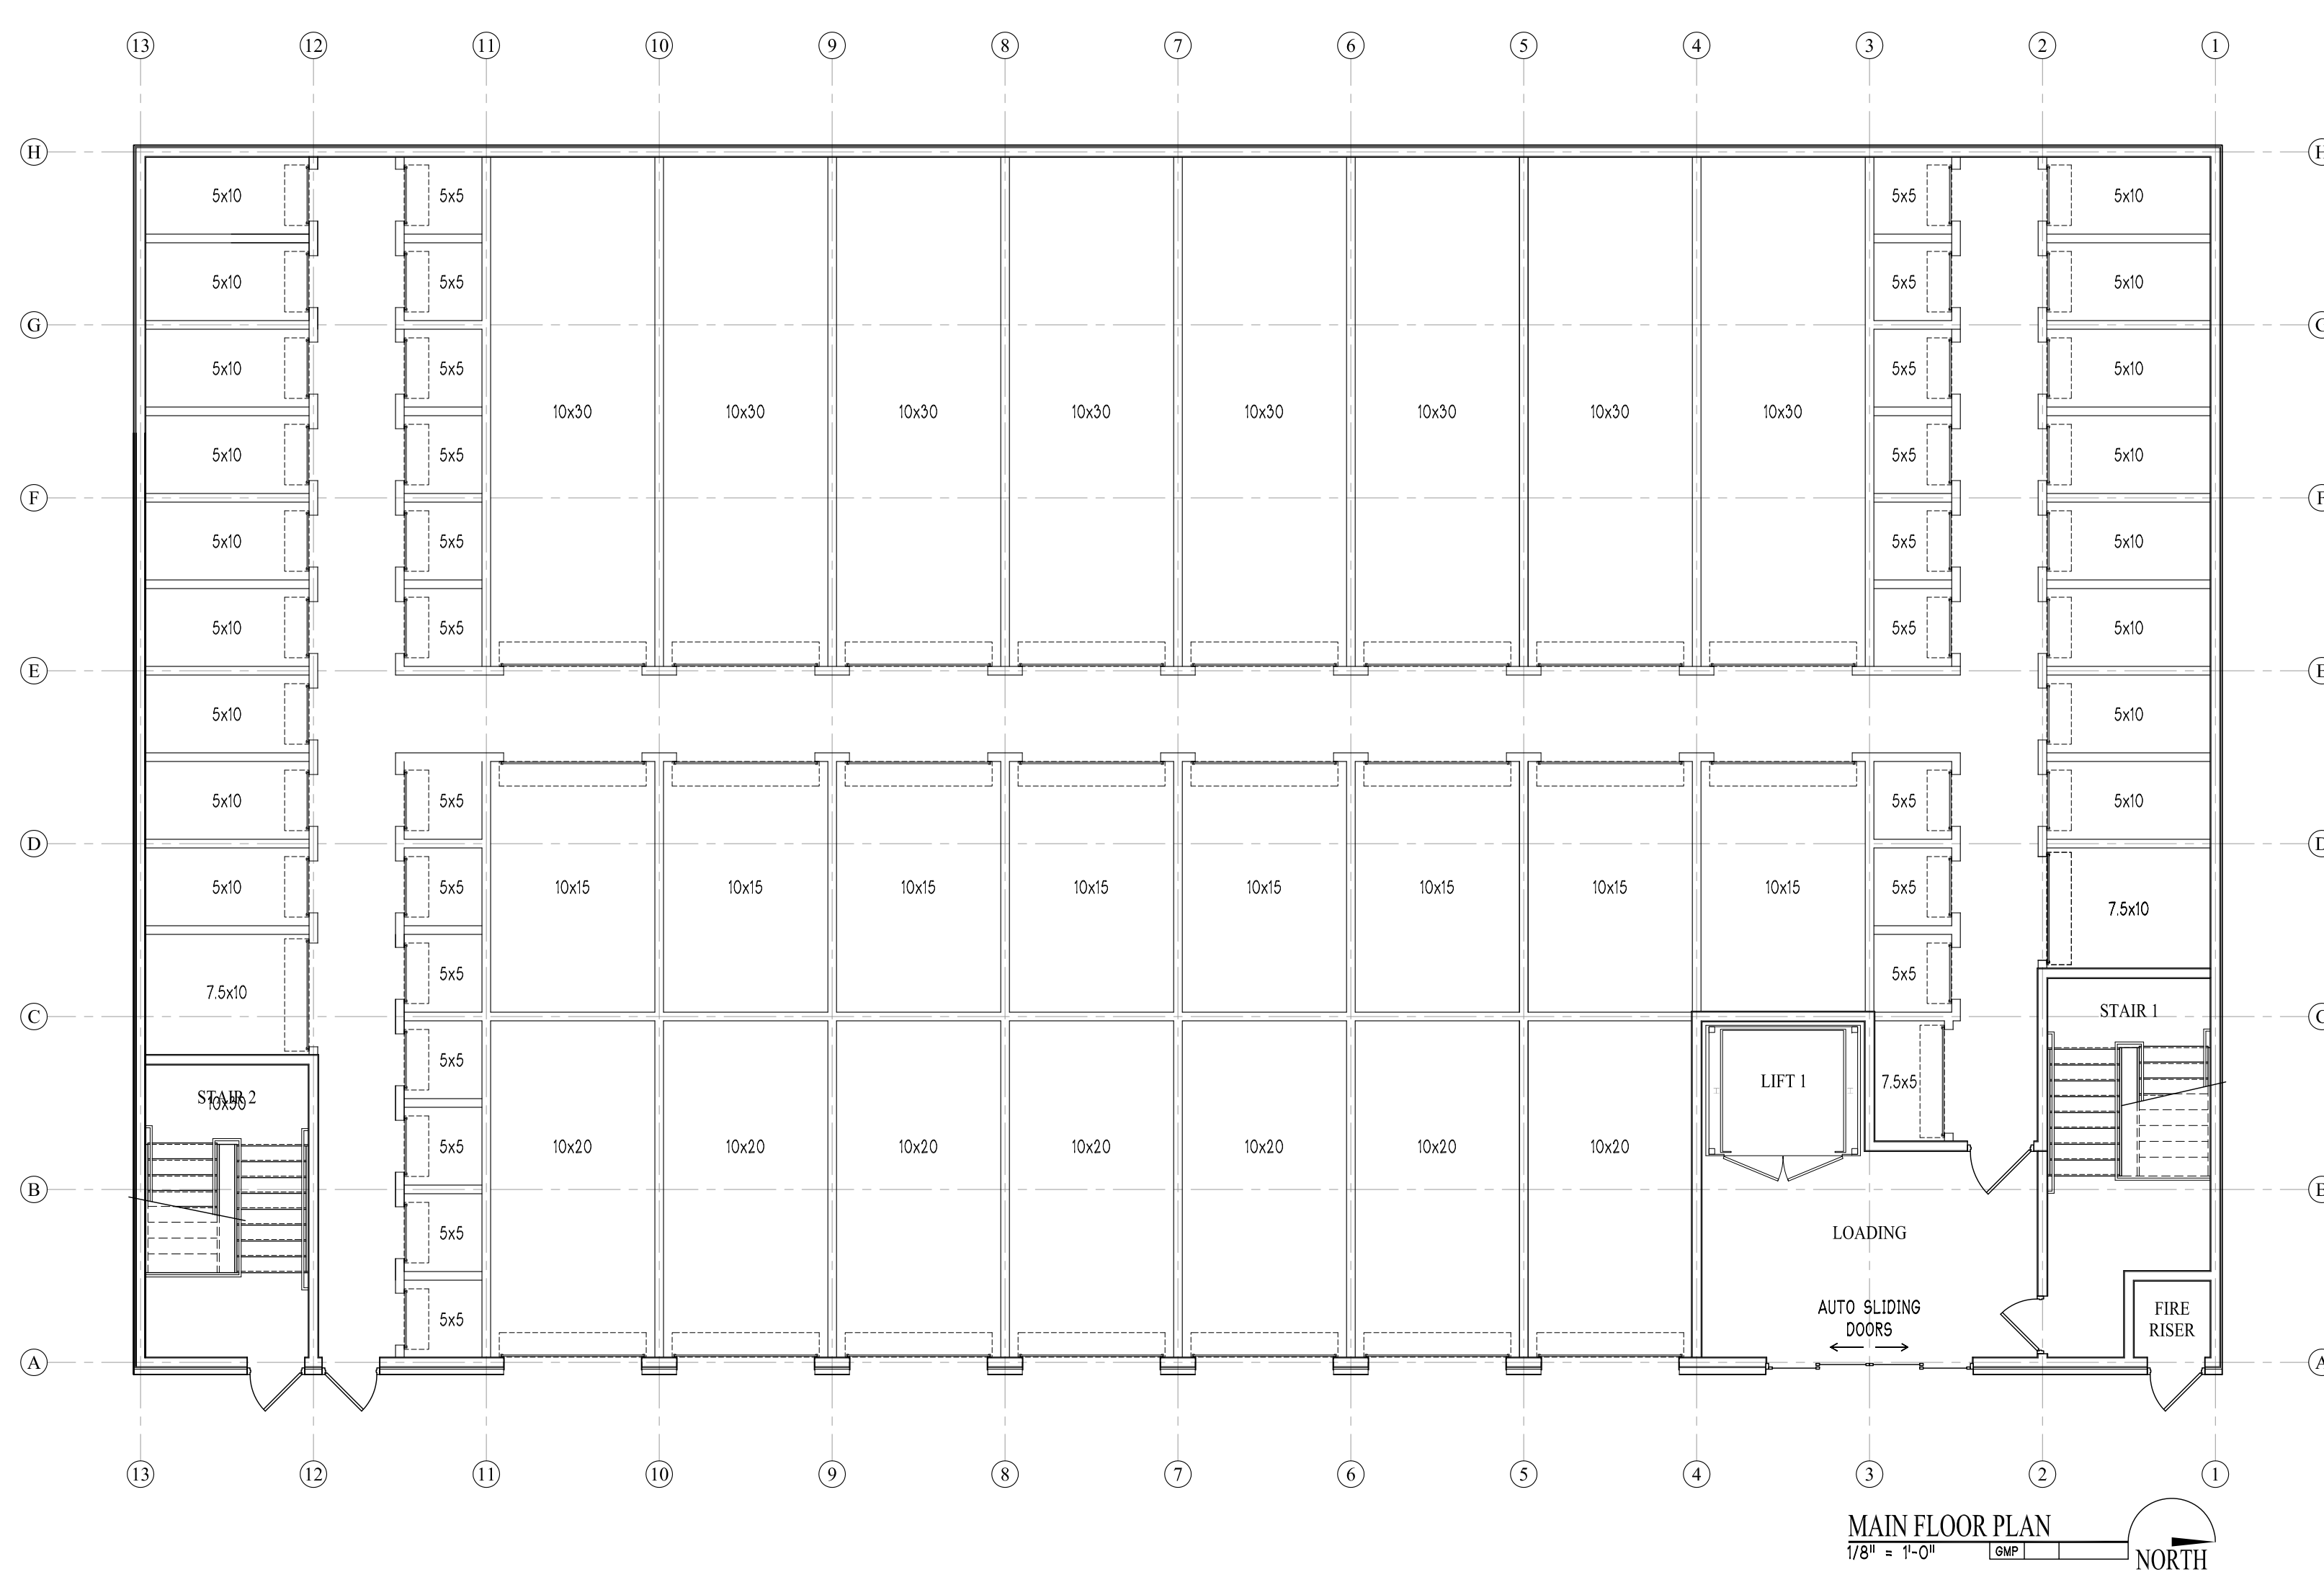 13 12 11 10 9 8 7 6 5 4 3 2 1
H H
5x10 5x5 5x5 5x10
5x10 5x5 5x5 5x10
G G
5x10 5x5 5x5 5x10
10x30 10x30 10x30 10x30 10x30 10x30 10x30 10x30
5x10 5x5 5x5 5x10
F F
5x10 5x5 5x5 5x10
5x10 5x5 5x5 5x10
E E
5x10 5x10
5x10 5x5 5x5 5x10
D D
5x10 5x5 10x15 10x15 10x15 10x15 10x15 10x15 10x15 10x15 5x5
7.5x10
5x5 5x5
7.5x10
STAIR 1
C C
5x5
LIFT 1 7.5x5
STAIR 2
10x30
5x5 10x20 10x20 10x20 10x20 10x20 10x20 10x20
B B
5x5 LOADING
5x5
AUTO SLIDING
DOORS
FIRE
RISER
A A
13 12 11 10 9 8 7 6 5 4 3 2 1
MAIN FLOOR PLAN
1/8" = 1'-0" GMP
NORTH